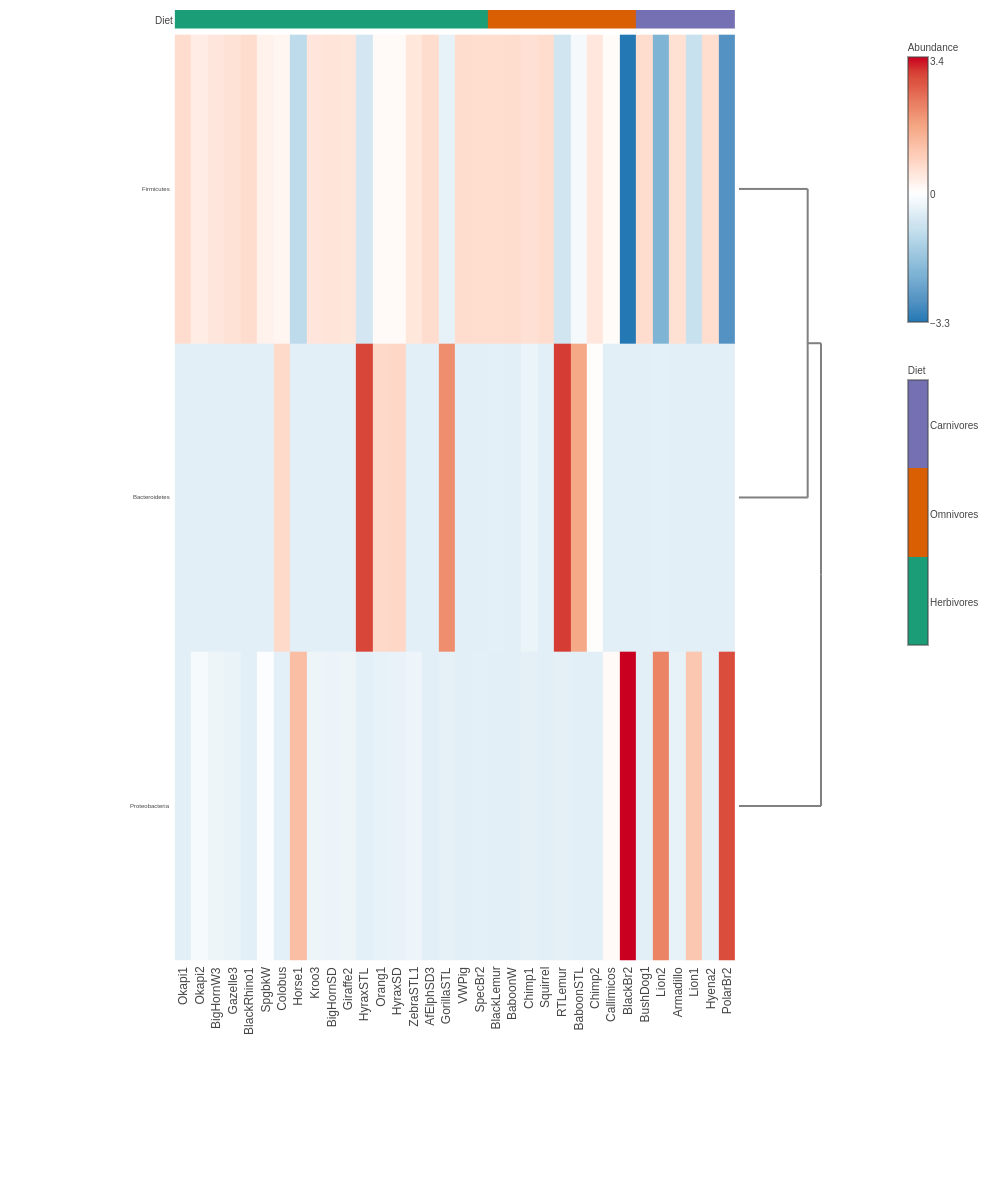 Diet
Abundance
3.4
0
−3.3
Firmicutes
Bacteroidetes
Proteobacteria
Diet
Carnivores
Omnivores
Herbivores
Okapi1
Okapi2
BigHornW3
Gazelle3
BlackRhino1
SpgbkW
Colobus
Horse1
Kroo3
BigHornSD
Giraffe2
HyraxSTL
Orang1
HyraxSD
ZebraSTL1
AfElphSD3
GorillaSTL
VWPig
SpecBr2
BlackLemur
BaboonW
Chimp1
Squirrel
RTLemur
BaboonSTL
Chimp2
Callimicos
BlackBr2
BushDog1
Lion2
Armadillo
Lion1
Hyena2
PolarBr2